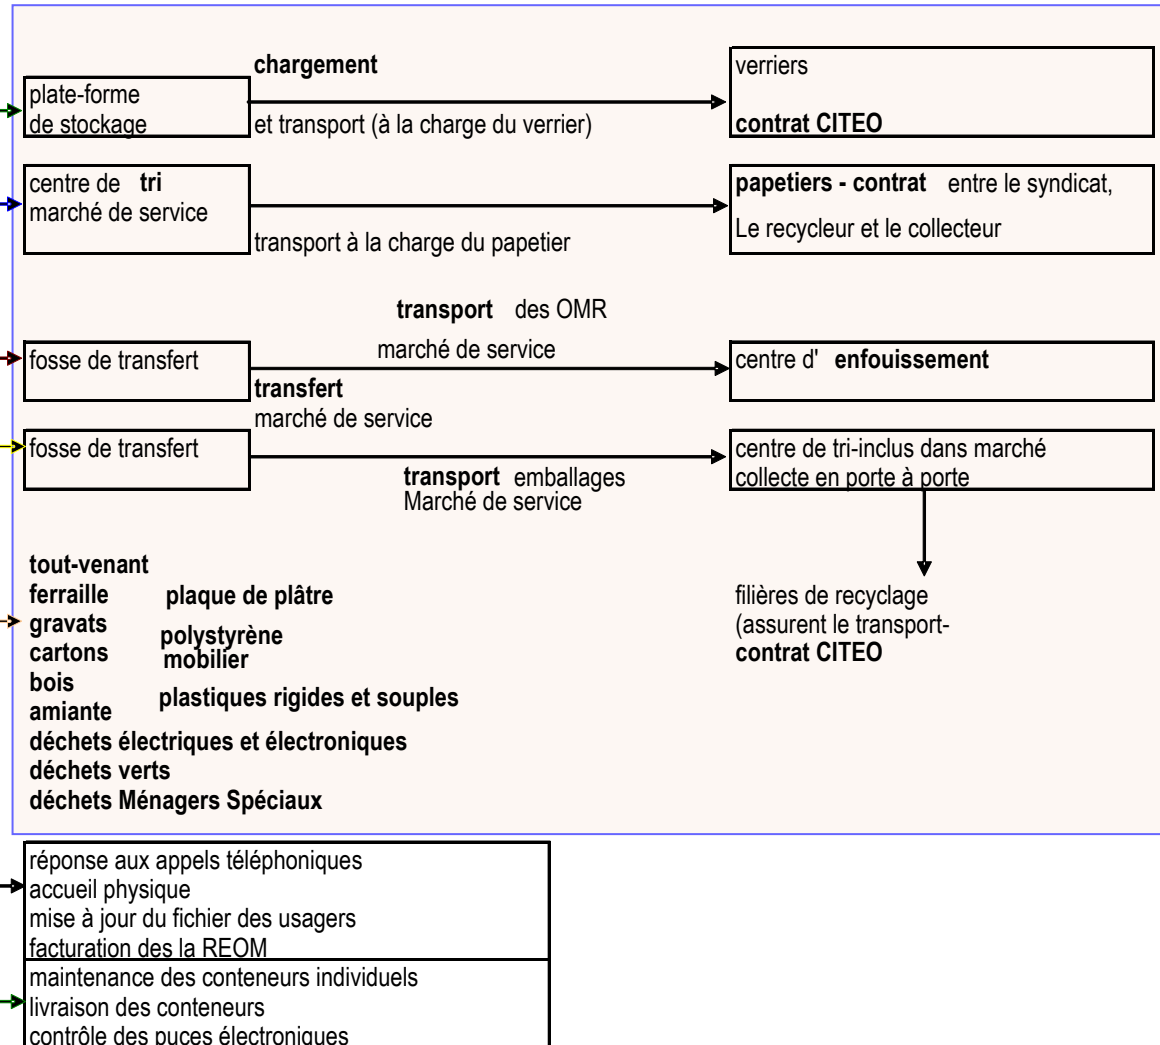 chargement
plate-forme
de stockage
et transport (à la charge du verrier)
verriers
contrat CITEO
centre de tri
marché de service
transport à la charge du papetier
papetiers - contrat entre le syndicat,
Le recycleur et le collecteur
transport des OMR
marché de service
fosse de transfert
transfert
marché de service
centre d' enfouissement
fosse de transfert
transport emballages
Marché de service
centre de tri-inclus dans marché
collecte en porte à porte
filières de recyclage
(assurent le transport-
contrat CITEO
tout-venant
ferraille
gravats
cartons
bois
amiante
plaque de plâtre
polystyrène
mobilier
plastiques rigides et souples
déchets électriques et électroniques
déchets verts
déchets Ménagers Spéciaux
réponse aux appels téléphoniques
accueil physique
mise à jour du fichier des usagers
facturation des la REOM
maintenance des conteneurs individuels
livraison des conteneurs
contrôle des puces électroniques